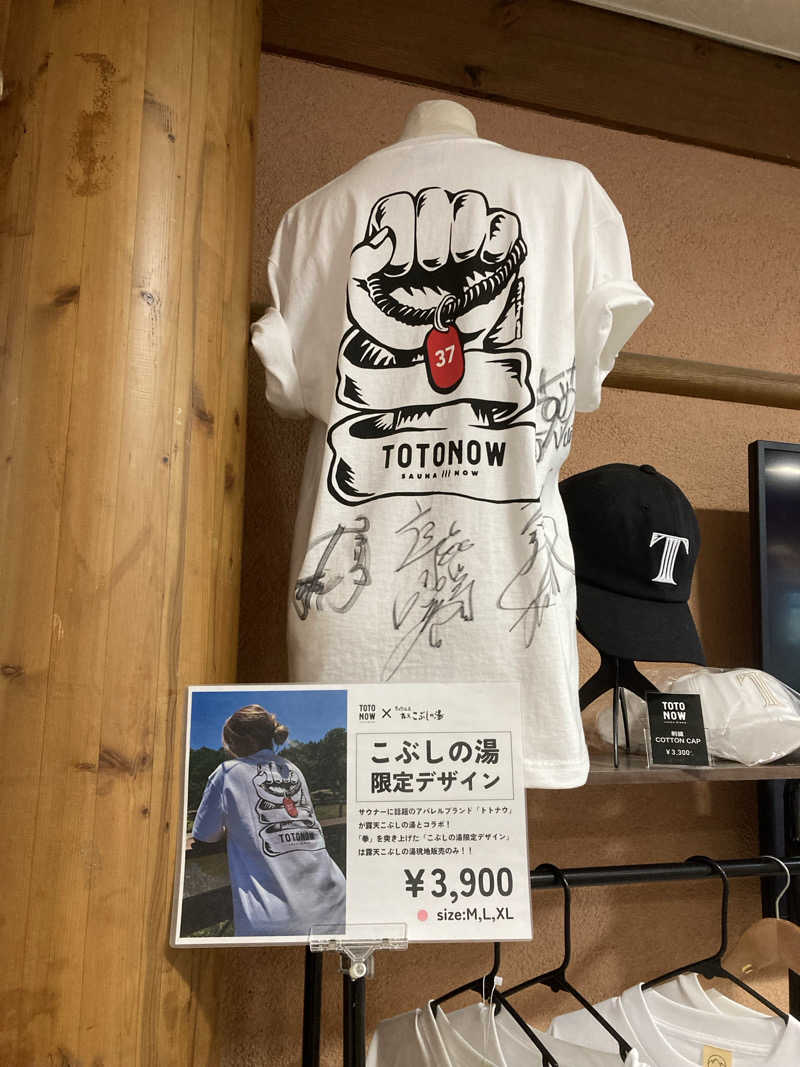 37
TOTONOW
SAUNA /// NOW
T
TOTO
NOW
刺繍
COTTON CAP
¥3,300-
T
TOTO
NOW
×
こぶしの湯
こぶしの湯
限定デザイン
サウナーに話題のアパレルブランド「トトナウ」
が露天こぶしの湯とコラボ!
「拳」を突き上げた「こぶしの湯限定デザイン」
は露天こぶしの湯現地販売のみ!!
¥3,900
size:M,L,XL
TOTONOW